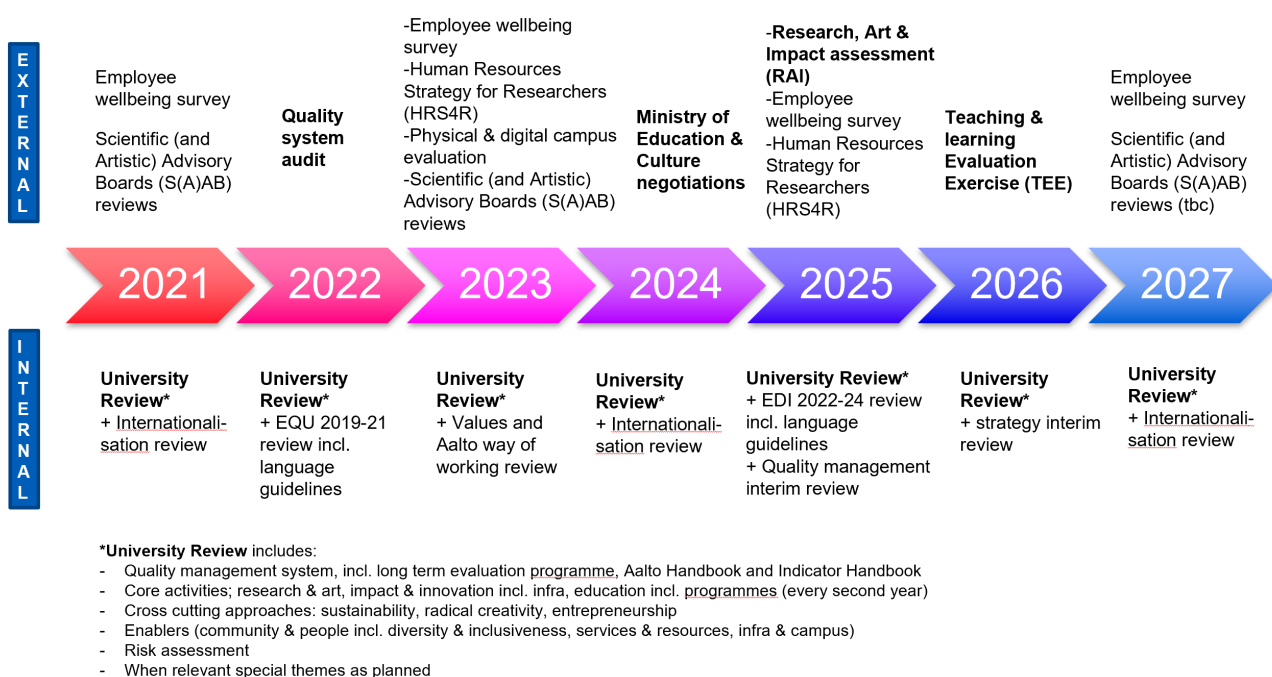 EXTERNAL
Employee
wellbeing survey
Scientific (and
Artistic) Advisory
Boards (S(A)AB)
reviews
Quality
system
audit
-Employee wellbeing
survey
-Human Resources
Strategy for Researchers
(HRS4R)
-Physical & digital campus
evaluation
-Scientific (and Artistic)
Advisory Boards (S(A)AB)
reviews
Ministry of
Education &
Culture
negotiations
-Research, Art &
Impact assessment
(RAI)
-Employee
wellbeing survey
-Human Resources
Strategy for
Researchers
(HRS4R)
Teaching &
learning
Evaluation
Exercise (TEE)
Employee
wellbeing survey
Scientific (and
Artistic) Advisory
Boards (S(A)AB)
reviews (tbc)
2021
2022
2023
2024
2025
2026
2027
INTERNAL
University
Review*
+ Internationali-
sation review
University
Review*
+ EQU 2019-21
review incl.
language
guidelines
University
Review*
+ Values and
Aalto way of
working review
University
Review*
+ Internationali-
sation review
University Review*
+ EDI 2022-24 review
incl. language
guidelines
+ Quality management
interim review
University
Review*
+ strategy interim
review
University
Review*
+ Internationali-
sation review
*University Review includes:
- Quality management system, incl. long term evaluation programme, Aalto Handbook and Indicator Handbook
- Core activities; research & art, impact & innovation incl. infra, education incl. programmes (every second year)
- Cross cutting approaches: sustainability, radical creativity, entrepreneurship
- Enablers (community & people incl. diversity & inclusiveness, services & resources, infra & campus)
- Risk assessment
- When relevant special themes as planned